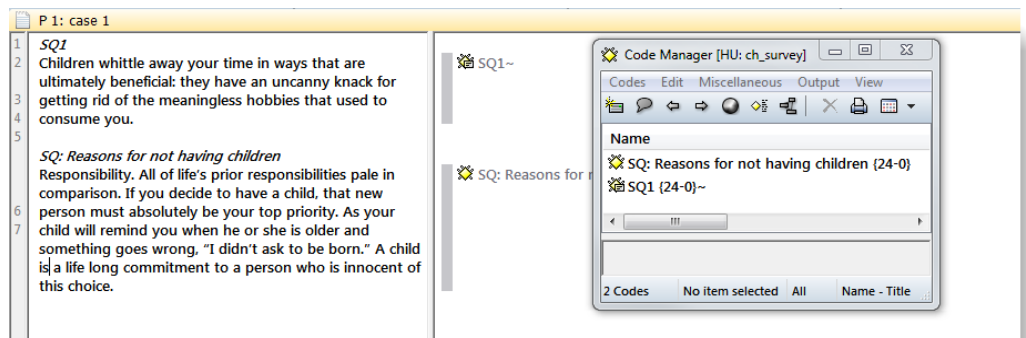 P 1: case 1
1
2
3
4
5
6
7
SQ1
Children whittle away your time in ways that are
ultimately beneficial: they have an uncanny knack for
getting rid of the meaningless hobbies that used to
consume you.
SQ: Reasons for not having children
Responsibility. All of life's prior responsibilities pale in
comparison. If you decide to have a child, that new
person must absolutely be your top priority. As your
child will remind you when he or she is older and
something goes wrong, “I didn't ask to be born.” A child
is a life long commitment to a person who is innocent of
this choice.
SQ1~
SQ: Reasons for
Code Manager [HU: ch_survey]
Codes Edit Miscellaneous Output View
Name
SQ: Reasons for not having children {24-0}
SQ1 {24-0}~
2 Codes No item selected All Name - Title